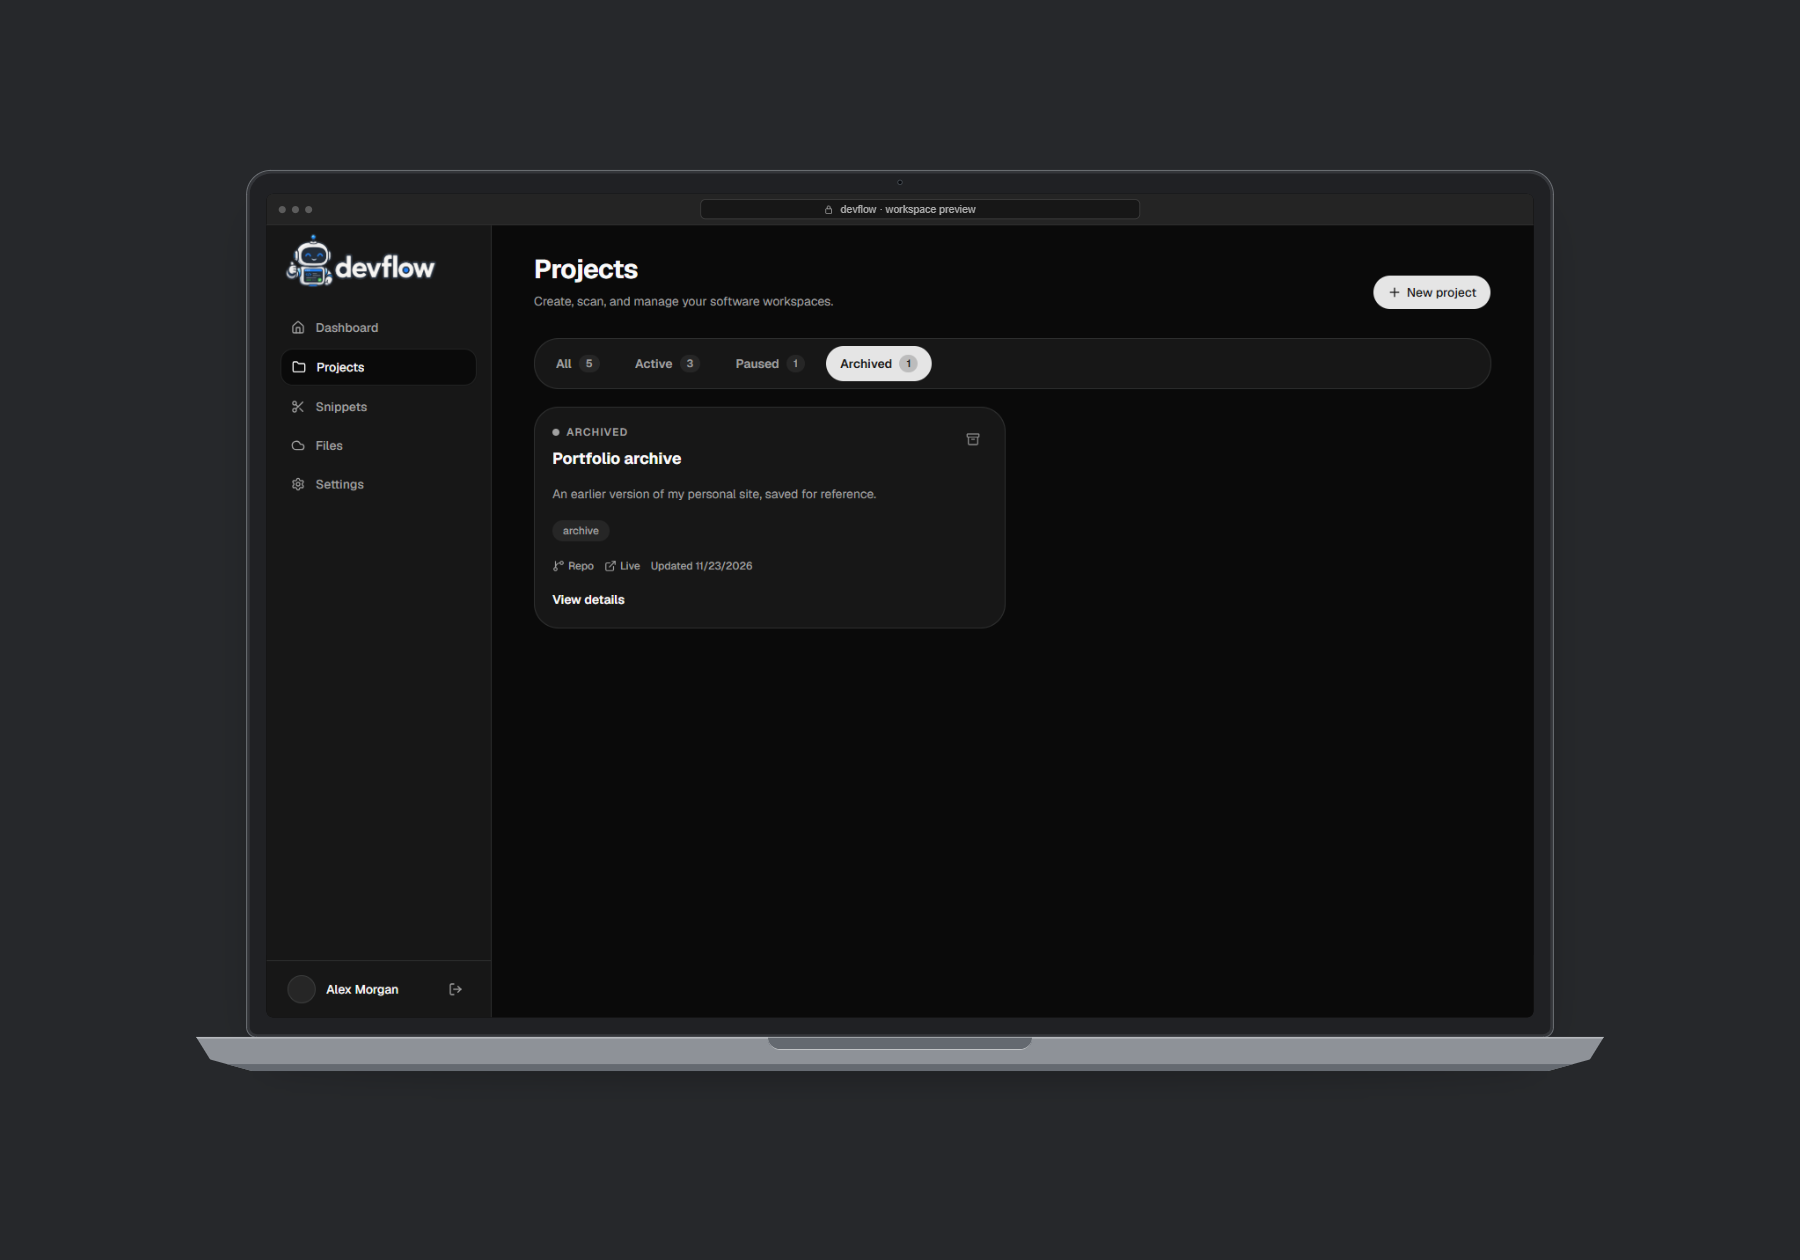 devflow · workspace preview
devflow
Dashboard
Projects
Snippets
Files
Settings
Alex Morgan
Projects
Create, scan, and manage your software workspaces.
New project
All 5 Active 3 Paused 1 Archived 1
ARCHIVED
Portfolio archive
An earlier version of my personal site, saved for reference.
archive
Repo Live Updated 11/23/2026
View details